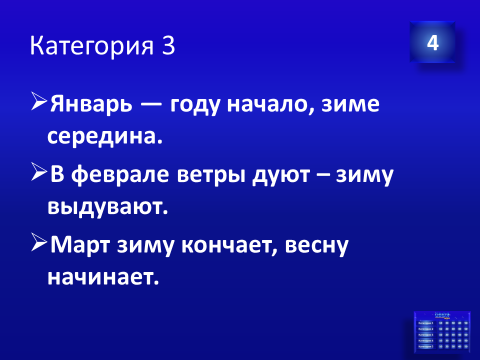 Категория 3
4
Январь — году начало, зиме
середина.
В феврале ветры дуют – зиму
выдувают.
Март зиму кончает, весну
начинает.